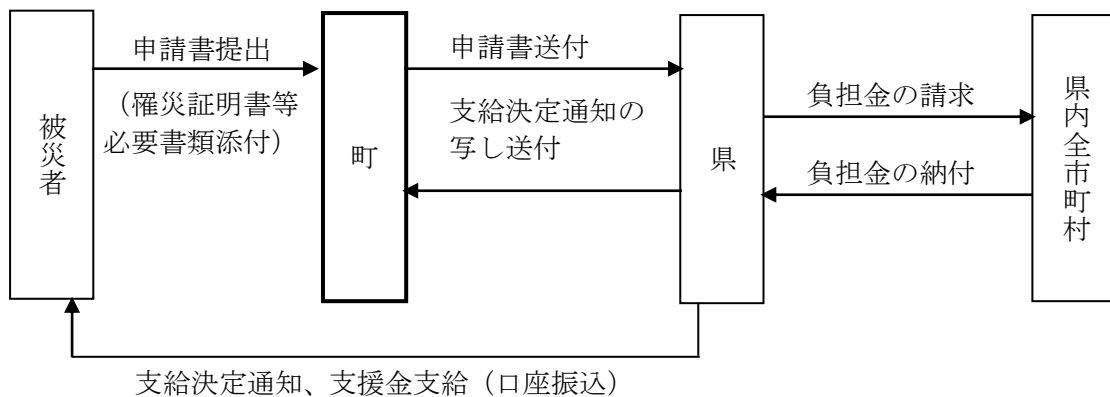 被災者
申請書提出
（罹災証明書等
必要書類添付）
町
申請書送付
支給決定通知の
写し送付
県
負担金の請求
負担金の納付
県内全市町村
支給決定通知、支援金支給（口座振込）